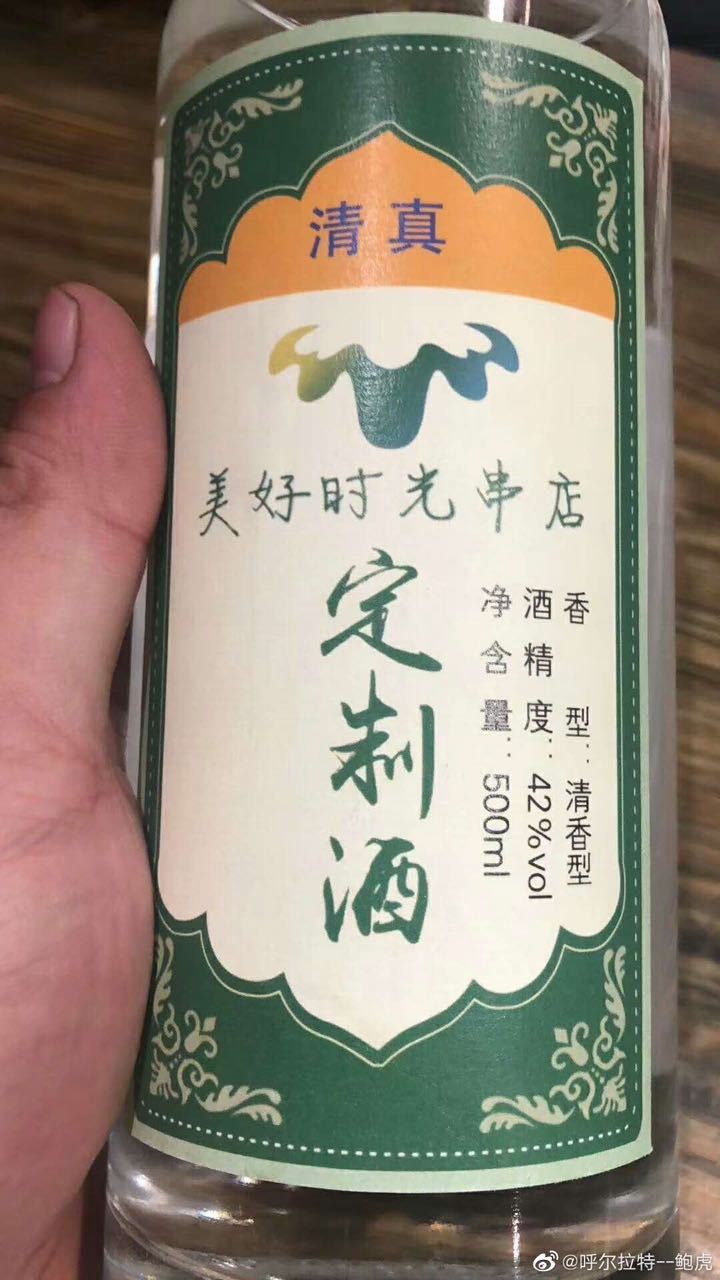 清真
美好时光串店
定制酒
香型：清香型
酒精度：42%vol
净含量：500ml
@呼尔拉特--鲍虎